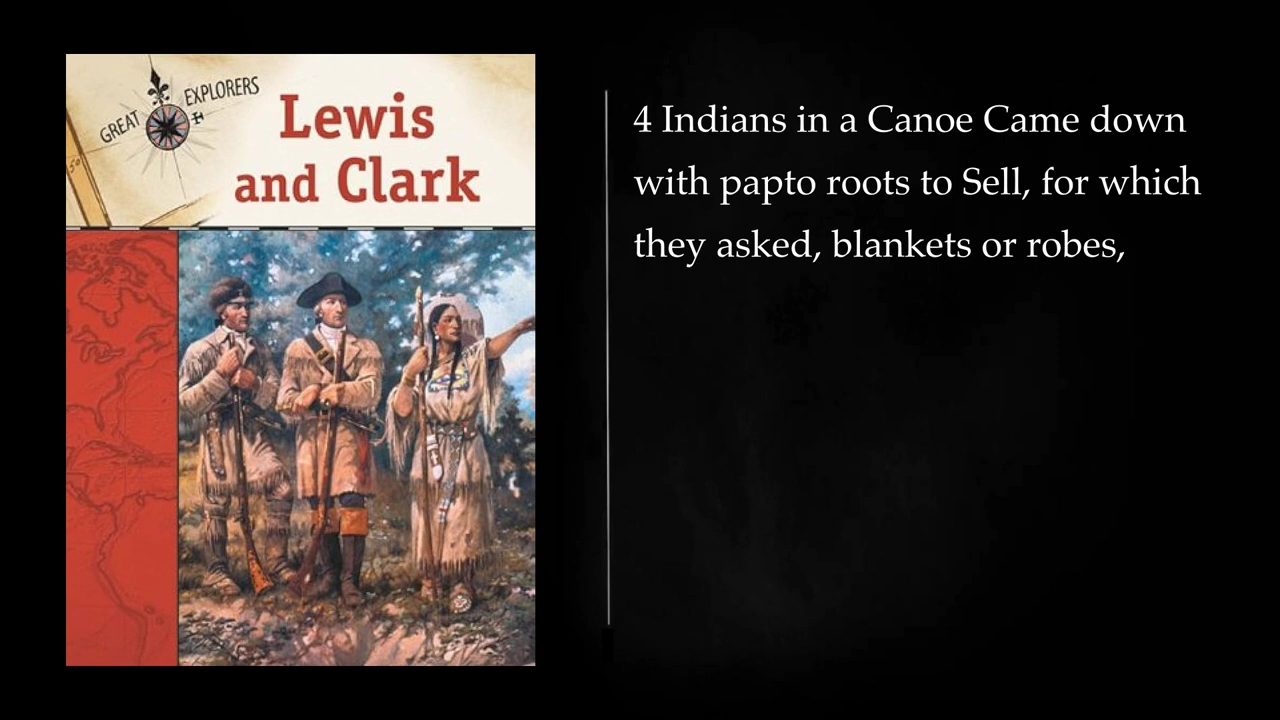 GREAT EXPLORERS
Lewis
and Clark
4 Indians in a Canoe Came down
with papto roots to Sell, for which
they asked, blankets or robes,